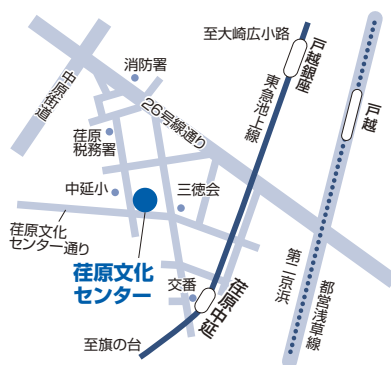 至大崎広小路
戸越銀座
戸越
消防署
中原街道
26号線通り
東急池上線
荏原
税務署
中延小
三徳会
荏原文化
センター通り
荏原文化
センター
交番
荏原中延
第二京浜
都営浅草線
至旗の台